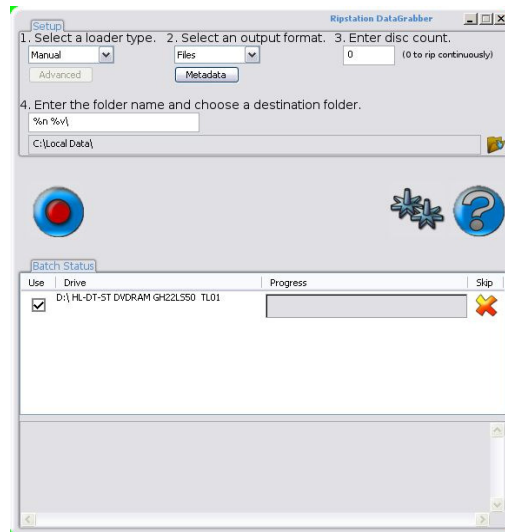 Ripstation DataGrabber
Setup
1. Select a loader type. 2. Select an output format. 3. Enter disc count.
Manual Files 0 (0 to rip continuously)
Advanced Metadata
4. Enter the folder name and choose a destination folder.
%n %v\
C:\Local Data\
Batch Status
Use Drive Progress Skip
D:\ HL-DT-ST DVDRAM GH22LS50 TL01